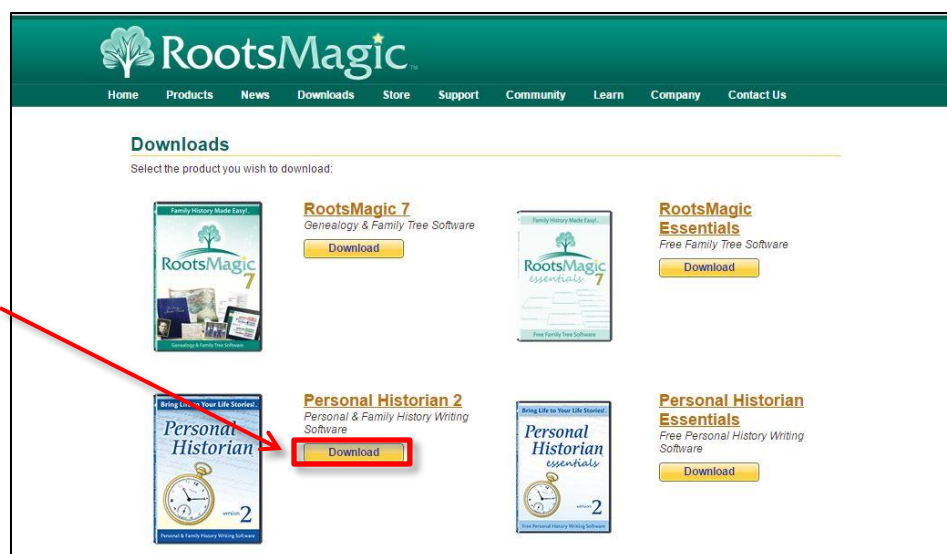 RootsMagic™
Home Products News Downloads Store Support Community Learn Company Contact Us
Downloads
Select the product you wish to download:
Family History Made Easy!
RootsMagic
7
Genealogy & Family Tree Software
RootsMagic 7
Genealogy & Family Tree Software
Download
Family History Made Easy!
RootsMagic
essentials 7
Free Family Tree Software
RootsMagic
Essentials
Free Family Tree Software
Download
Bring Life to Your Life Stories!
Personal
Historian
version 2
Personal & Family History Writing Software
Personal Historian 2
Personal & Family History Writing
Software
Download
Bring Life to Your Life Stories!
Personal
Historian
essentials
version 2
Free Personal History Writing Software
Personal Historian
Essentials
Free Personal History Writing
Software
Download